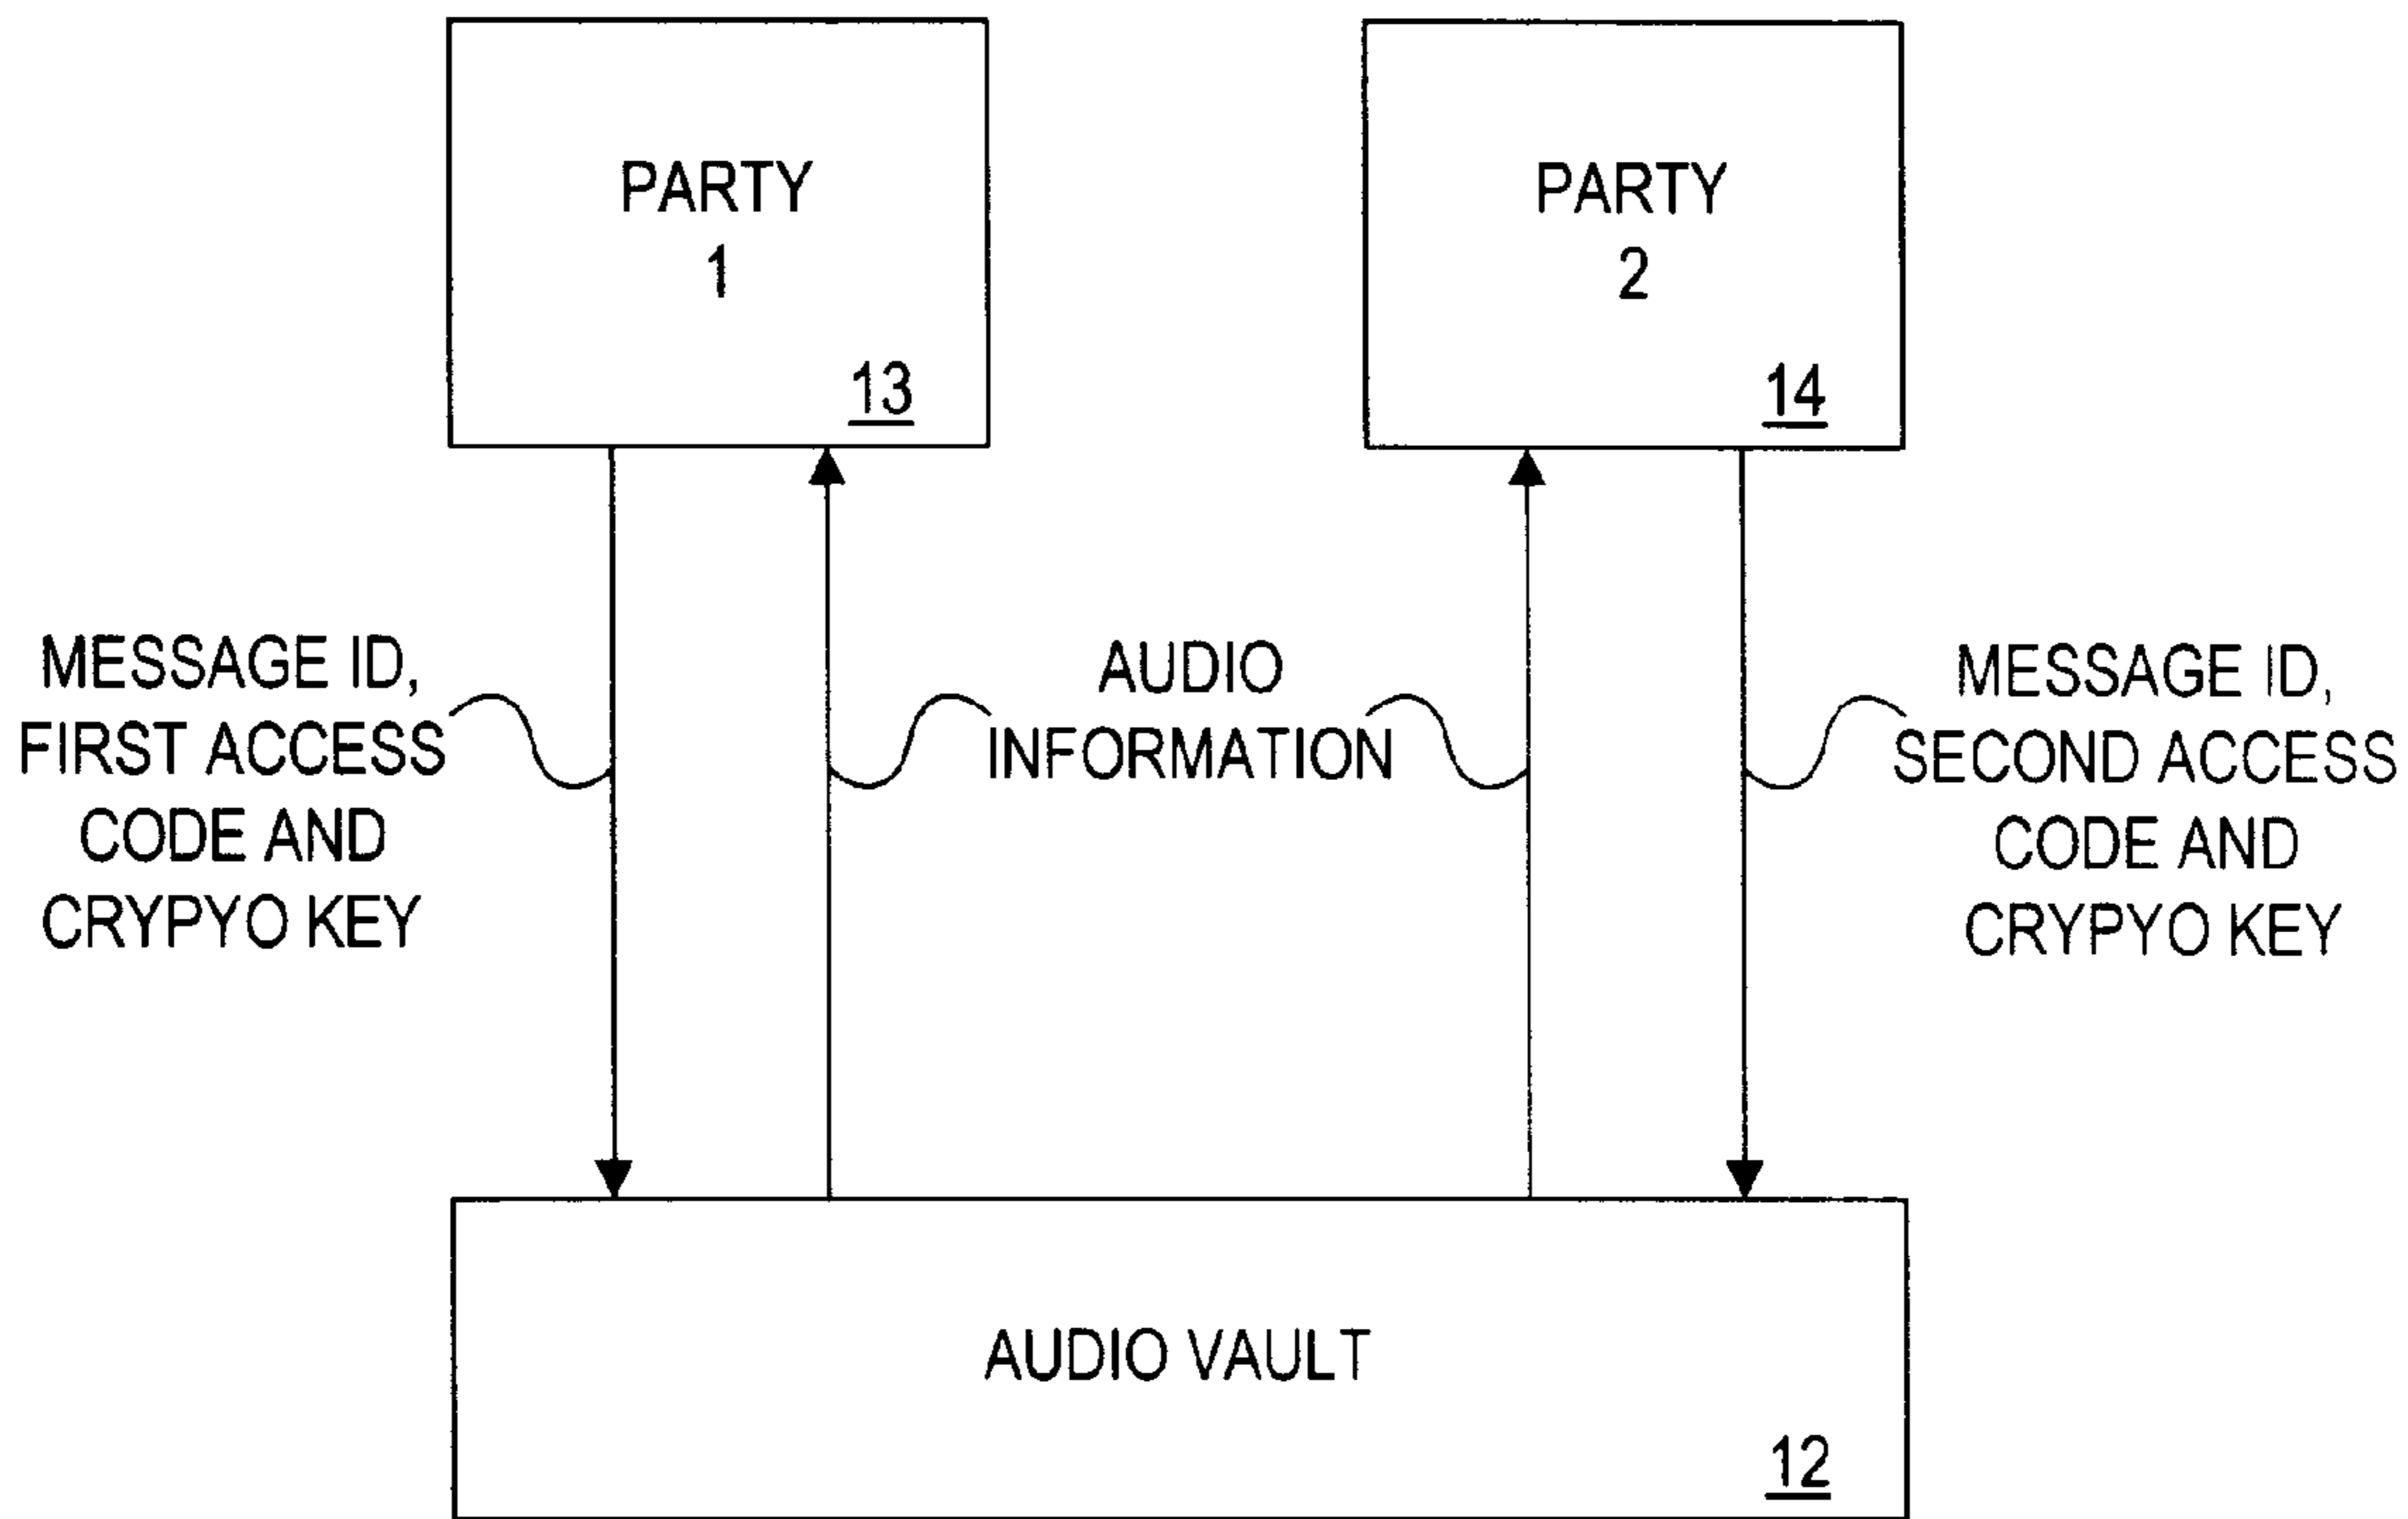 PARTY
1
13
PARTY
2
14
MESSAGE ID,
FIRST ACCESS
CODE AND
CRYPYO KEY
AUDIO
INFORMATION
MESSAGE ID,
SECOND ACCESS
CODE AND
CRYPYO KEY
AUDIO VAULT
12